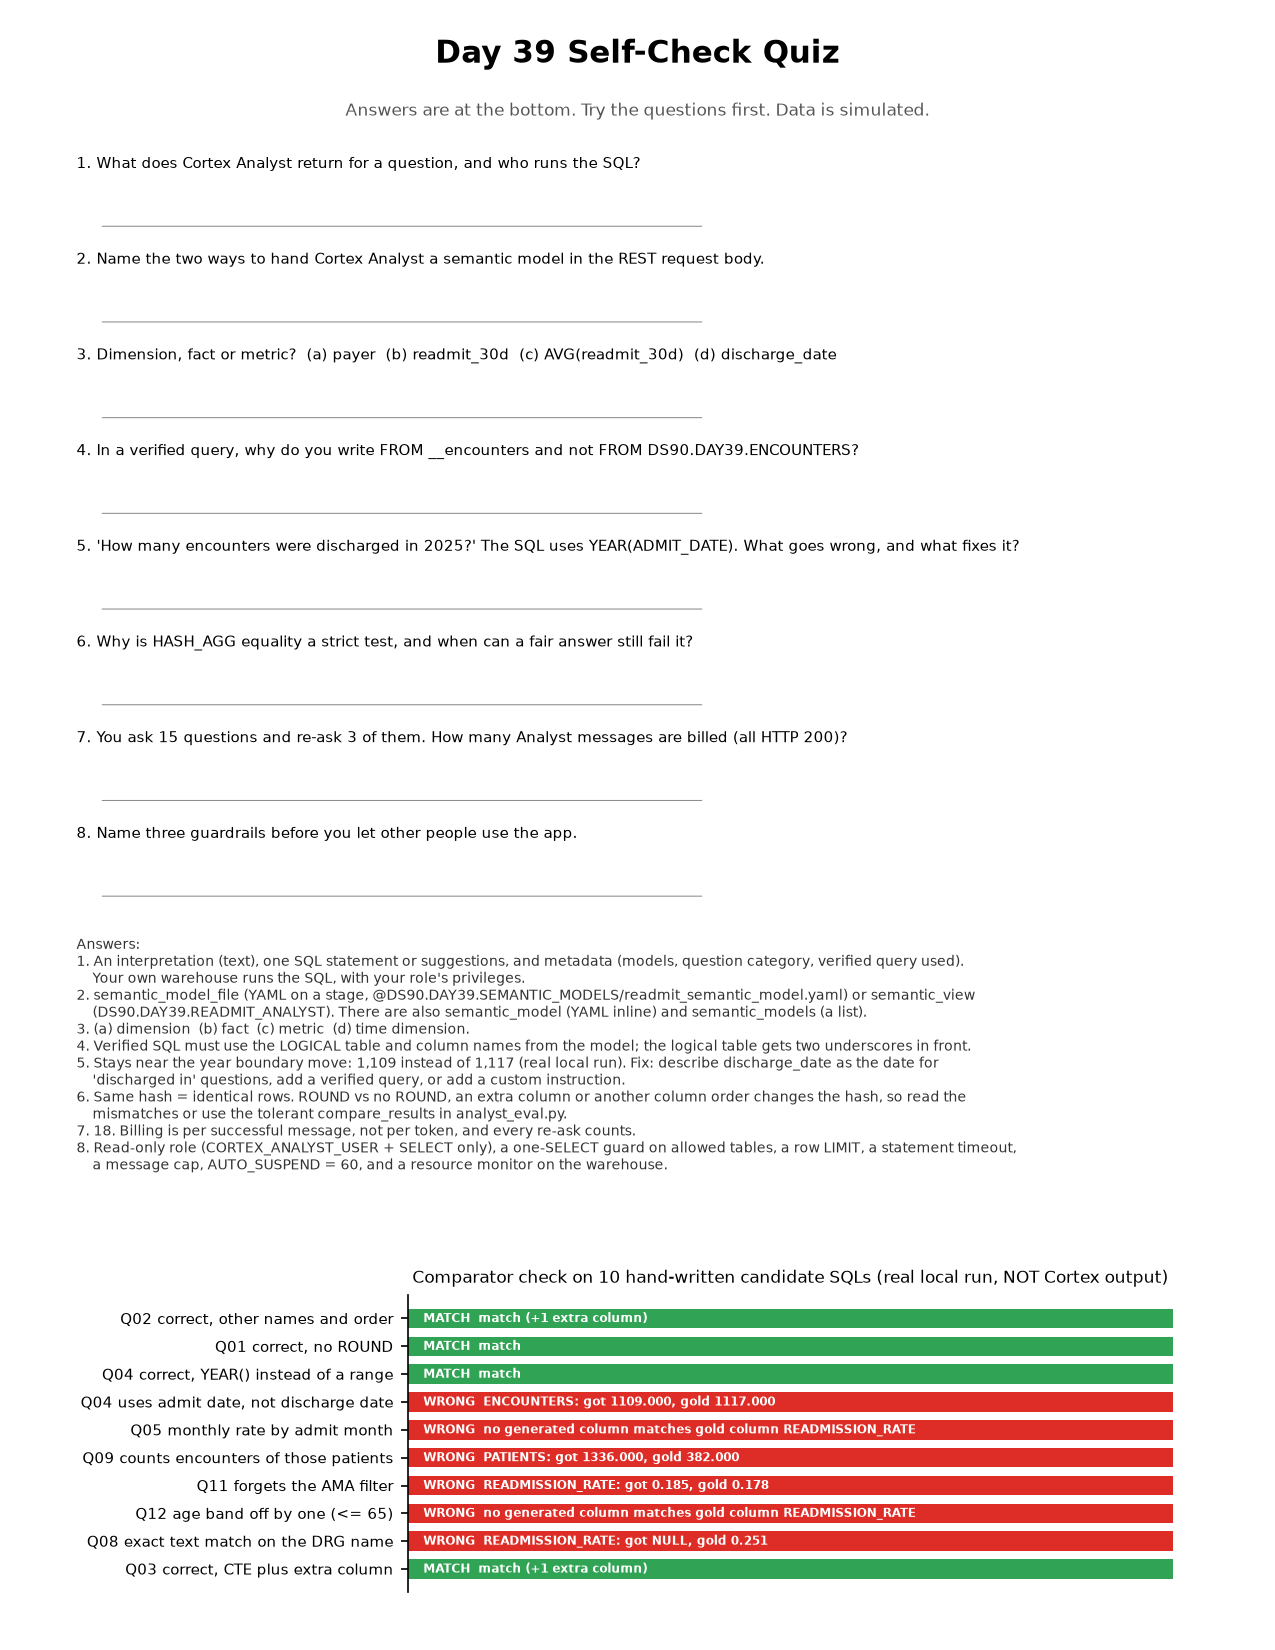 Day 39 Self-Check Quiz
Answers are at the bottom. Try the questions first. Data is simulated.
1. What does Cortex Analyst return for a question, and who runs the SQL?
2. Name the two ways to hand Cortex Analyst a semantic model in the REST request body.
3. Dimension, fact or metric?  (a) payer  (b) readmit_30d  (c) AVG(readmit_30d)  (d) discharge_date
4. In a verified query, why do you write FROM __encounters and not FROM DS90.DAY39.ENCOUNTERS?
5. 'How many encounters were discharged in 2025?' The SQL uses YEAR(ADMIT_DATE). What goes wrong, and what fixes it?
6. Why is HASH_AGG equality a strict test, and when can a fair answer still fail it?
7. You ask 15 questions and re-ask 3 of them. How many Analyst messages are billed (all HTTP 200)?
8. Name three guardrails before you let other people use the app.
Answers:
1. An interpretation (text), one SQL statement or suggestions, and metadata (models, question category, verified query used).
Your own warehouse runs the SQL, with your role's privileges.
2. semantic_model_file (YAML on a stage, @DS90.DAY39.SEMANTIC_MODELS/readmit_semantic_model.yaml) or semantic_view
(DS90.DAY39.READMIT_ANALYST). There are also semantic_model (YAML inline) and semantic_models (a list).
3. (a) dimension  (b) fact  (c) metric  (d) time dimension.
4. Verified SQL must use the LOGICAL table and column names from the model; the logical table gets two underscores in front.
5. Stays near the year boundary move: 1,109 instead of 1,117 (real local run). Fix: describe discharge_date as the date for
'discharged in' questions, add a verified query, or add a custom instruction.
6. Same hash = identical rows. ROUND vs no ROUND, an extra column or another column order changes the hash, so read the
mismatches or use the tolerant compare_results in analyst_eval.py.
7. 18. Billing is per successful message, not per token, and every re-ask counts.
8. Read-only role (CORTEX_ANALYST_USER + SELECT only), a one-SELECT guard on allowed tables, a row LIMIT, a statement timeout,
a message cap, AUTO_SUSPEND = 60, and a resource monitor on the warehouse.
Comparator check on 10 hand-written candidate SQLs (real local run, NOT Cortex output)
Q02 correct, other names and order MATCH  match (+1 extra column)
Q01 correct, no ROUND MATCH  match
Q04 correct, YEAR() instead of a range MATCH  match
Q04 uses admit date, not discharge date WRONG  ENCOUNTERS: got 1109.000, gold 1117.000
Q05 monthly rate by admit month WRONG  no generated column matches gold column READMISSION_RATE
Q09 counts encounters of those patients WRONG  PATIENTS: got 1336.000, gold 382.000
Q11 forgets the AMA filter WRONG  READMISSION_RATE: got 0.185, gold 0.178
Q12 age band off by one (<= 65) WRONG  no generated column matches gold column READMISSION_RATE
Q08 exact text match on the DRG name WRONG  READMISSION_RATE: got NULL, gold 0.251
Q03 correct, CTE plus extra column MATCH  match (+1 extra column)